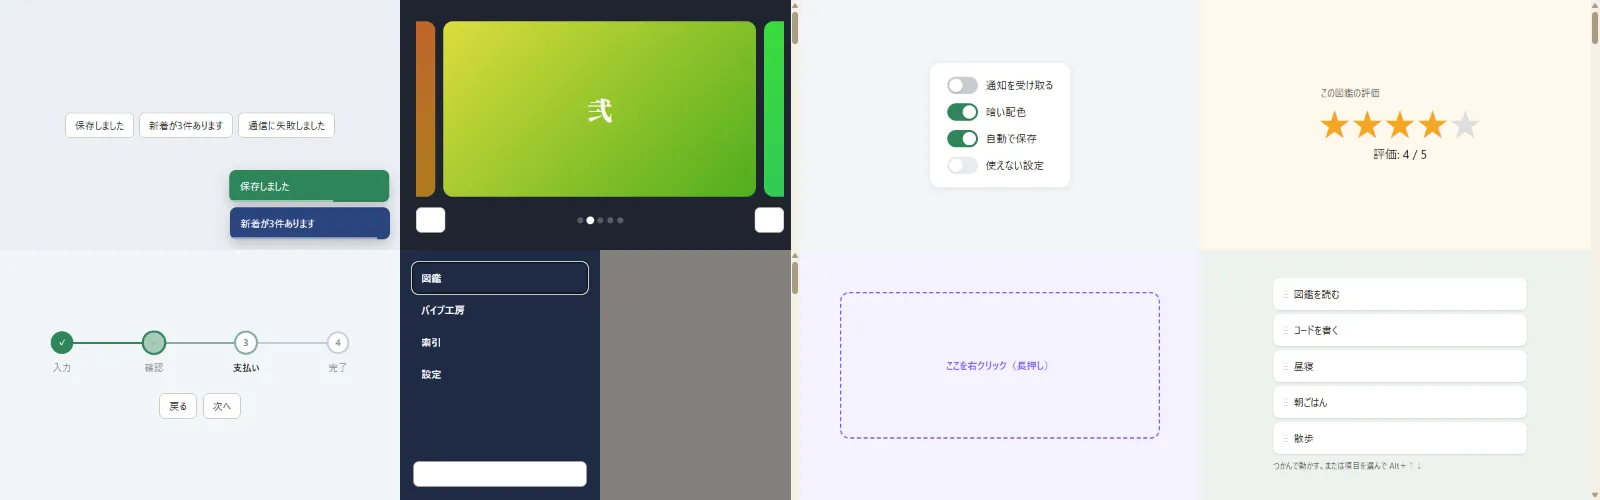 保存しました 新着が3件あります 通信に失敗しました
保存しました
新着が3件あります
弐
通知を受け取る
暗い配色
自動で保存
使えない設定
この図鑑の評価
★★★★★
評価: 4 / 5
✓ 3 4
入力 確認 支払い 完了
戻る 次へ
図鑑
パイプ工房
索引
設定
ここを右クリック（長押し）
図鑑を読む
コードを書く
昼寝
朝ごはん
散歩
つかんで動かす。または項目を選んで Alt+↑↓